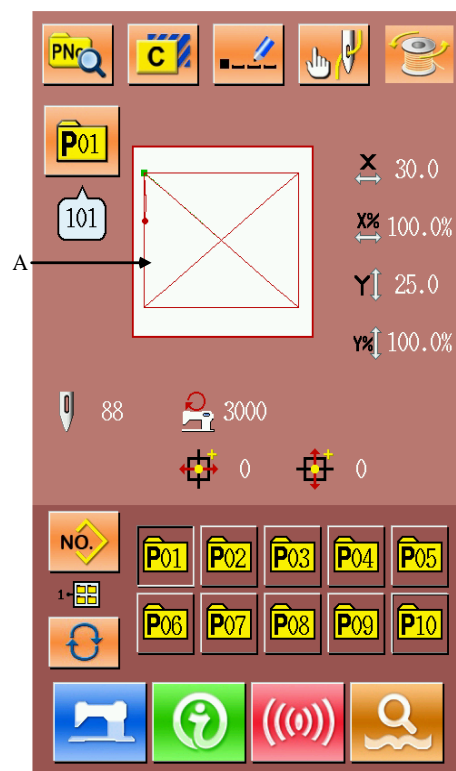 PNo. C
P01
101
A
X 30.0
X% 100.0%
Y 25.0
Y% 100.0%
88 3000
0 0
NO. P01 P02 P03 P04 P05
1-
P06 P07 P08 P09 P10
i